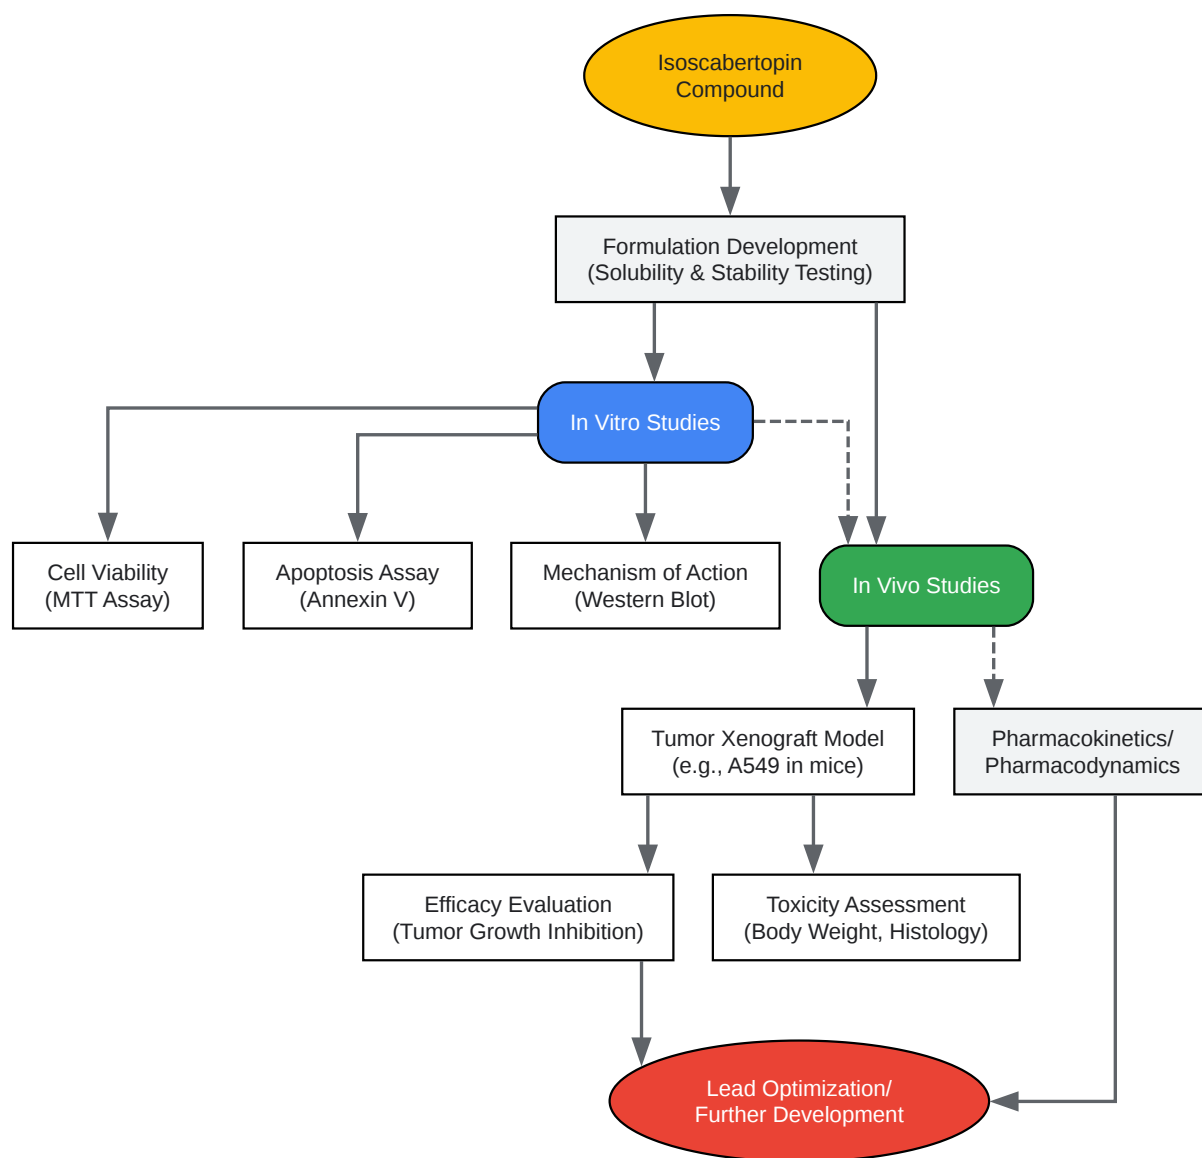 Isoscabertopin
Compound
Formulation Development
(Solubility & Stability Testing)
In Vitro Studies
Cell Viability
(MTT Assay)
Apoptosis Assay
(Annexin V)
Mechanism of Action
(Western Blot)
In Vivo Studies
Tumor Xenograft Model
(e.g., A549 in mice)
Pharmacokinetics/
Pharmacodynamics
Efficacy Evaluation
(Tumor Growth Inhibition)
Toxicity Assessment
(Body Weight, Histology)
Lead Optimization/
Further Development